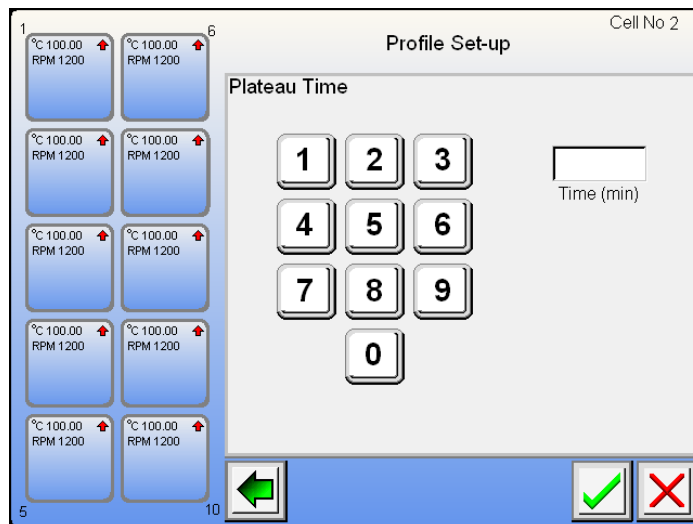 Cell No 2
1
6
Profile Set-up
°C 100.00
RPM 1200
°C 100.00
RPM 1200
Plateau Time
1 2 3
Time (min)
°C 100.00
RPM 1200
°C 100.00
RPM 1200
4 5 6
°C 100.00
RPM 1200
°C 100.00
RPM 1200
7 8 9
°C 100.00
RPM 1200
°C 100.00
RPM 1200
0
°C 100.00
RPM 1200
°C 100.00
RPM 1200
5
10